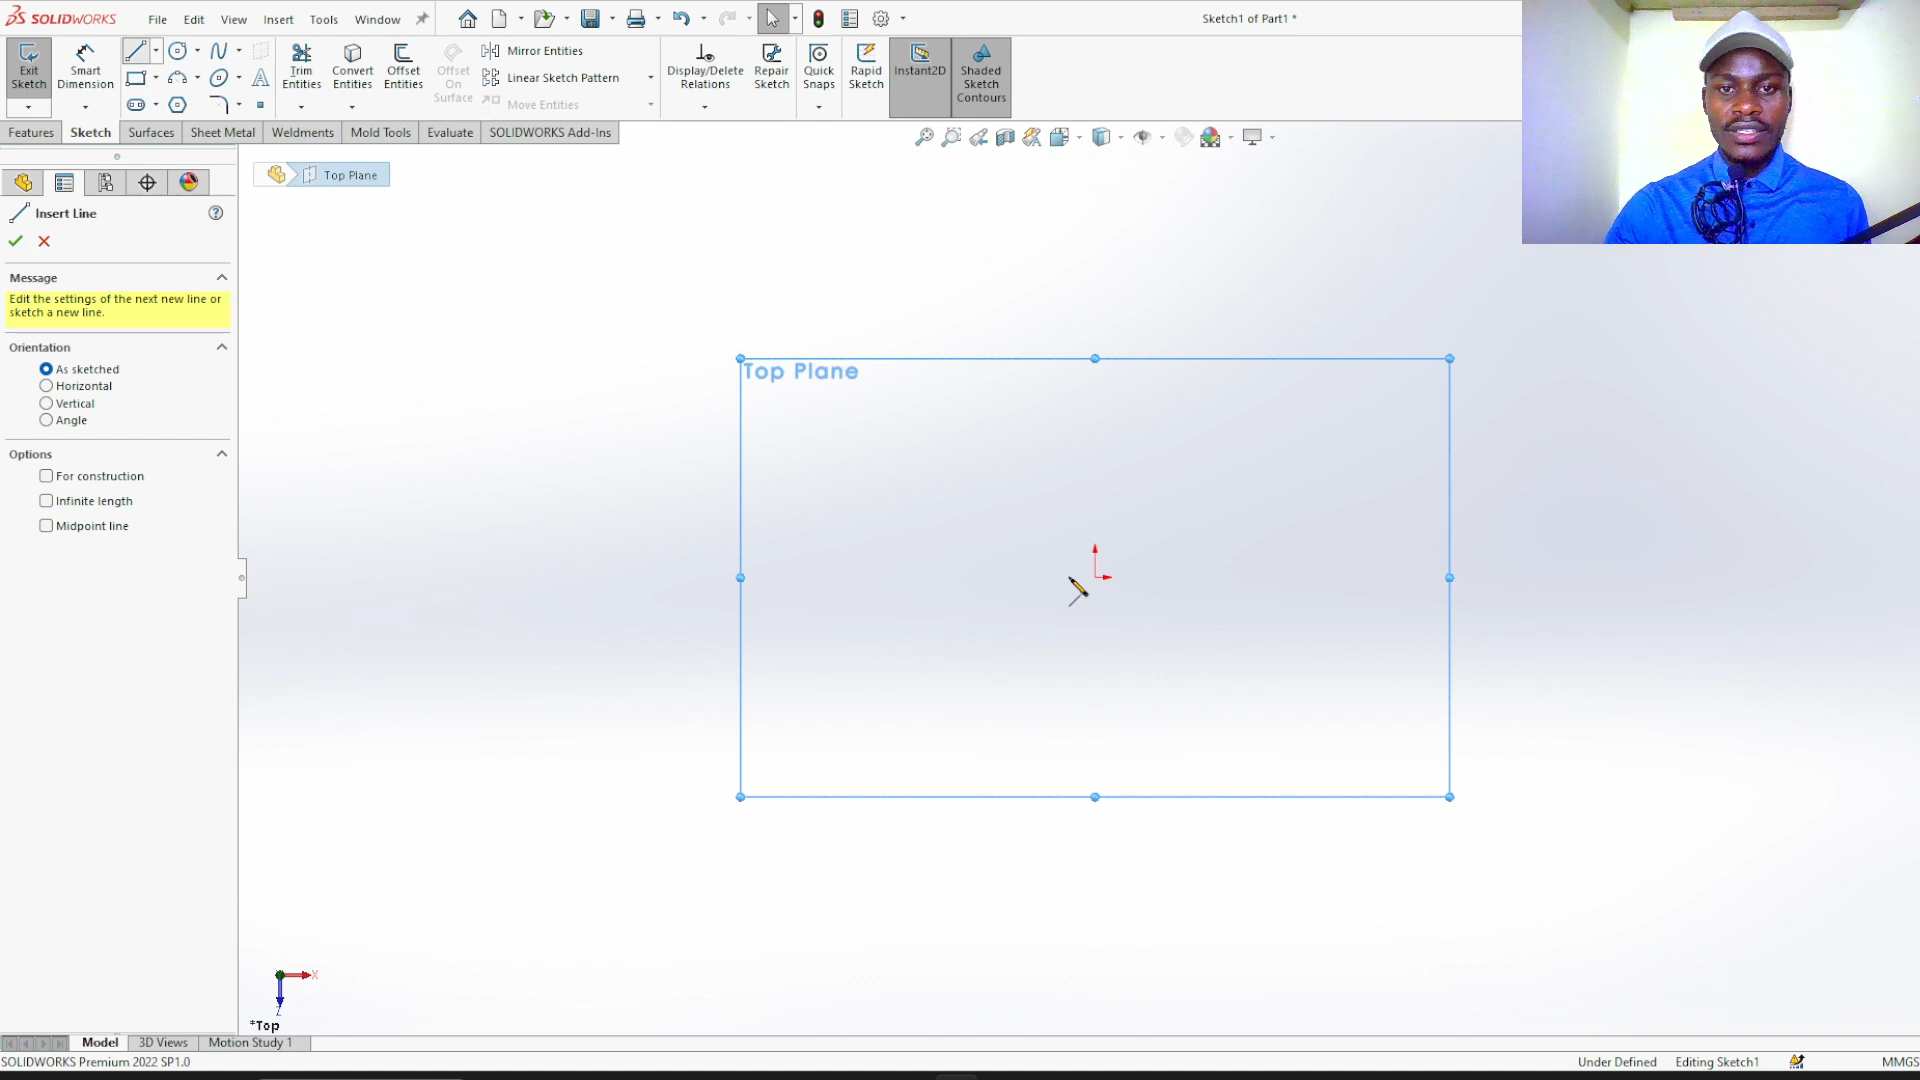 SOLIDWORKS File Edit View Insert Tools Window Sketch1 of Part1 *
Exit Sketch
Smart Dimension
Trim Entities
Convert Entities
Offset Entities
Offset On Surface
Mirror Entities
Linear Sketch Pattern
Move Entities
Display/Delete Relations
Repair Sketch
Quick Snaps
Rapid Sketch
Instant2D
Shaded Sketch Contours
Features Sketch Surfaces Sheet Metal Weldments Mold Tools Evaluate SOLIDWORKS Add-Ins
Top Plane
Insert Line
Message
Edit the settings of the next new line or
sketch a new line.
Orientation
As sketched
Horizontal
Vertical
Angle
Options
For construction
Infinite length
Midpoint line
Top Plane
X
Z
*Top
Model 3D Views Motion Study 1
SOLIDWORKS Premium 2022 SP1.0 Under Defined Editing Sketch1 MMGS